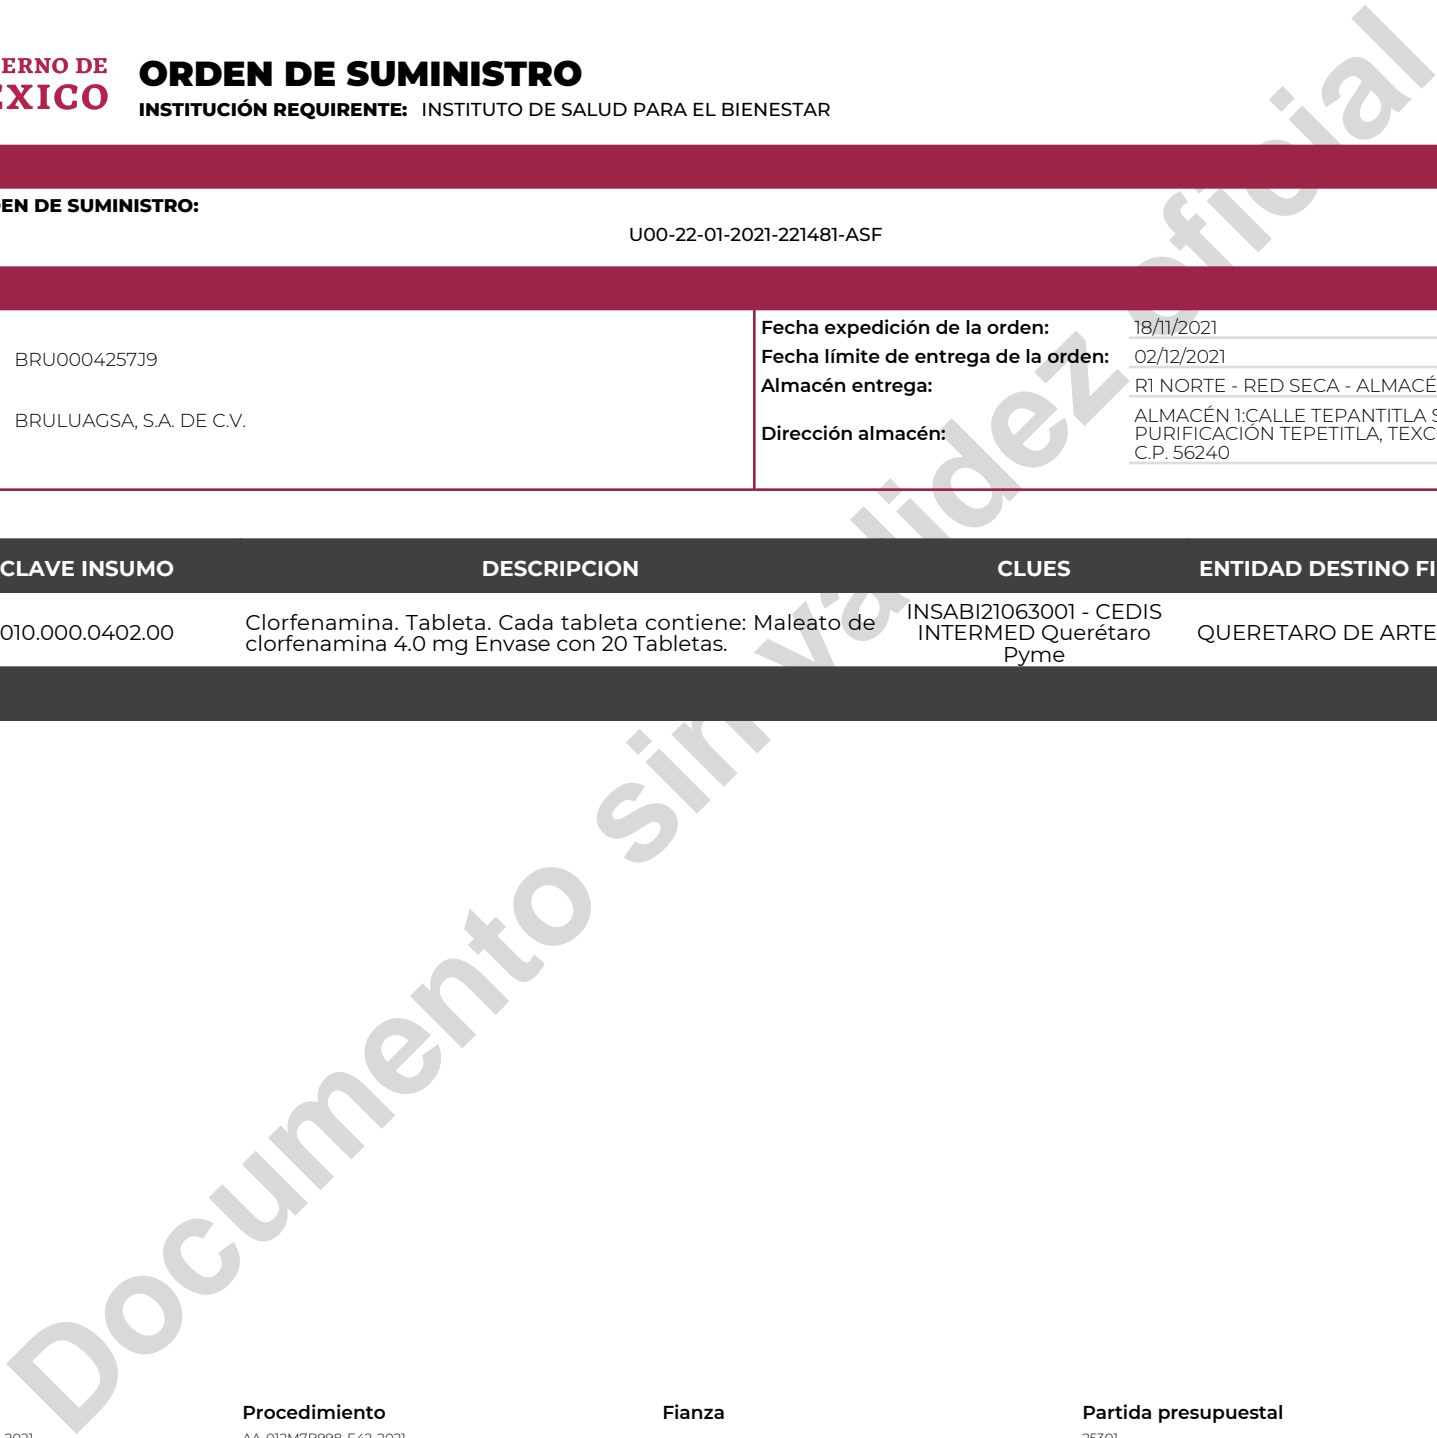 ERNO DE
EXICO
ORDEN DE SUMINISTRO
INSTITUCIÓN REQUIRENTE: INSTITUTO DE SALUD PARA EL BIENESTAR
EN DE SUMINISTRO:
U00-22-01-2021-221481-ASF
BRU0004257J9
BRULUAGSA, S.A. DE C.V.
Fecha expedición de la orden: 18/11/2021
Fecha límite de entrega de la orden: 02/12/2021
Almacén entrega: R1 NORTE - RED SECA - ALMACÉ
Dirección almacén:
ALMACÉN 1:CALLE TEPANTITLA S
PURIFICACIÓN TEPETITLA, TEXC
C.P. 56240
CLAVE INSUMO DESCRIPCION CLUES ENTIDAD DESTINO FI
010.000.0402.00
Clorfenamina. Tableta. Cada tableta contiene: Maleato de
clorfenamina 4.0 mg Envase con 20 Tabletas.
INSABI21063001 - CEDIS
INTERMED Querétaro
Pyme
QUERETARO DE ARTE
Documento sin validez oficial
Procedimiento Fianza Partida presupuestal